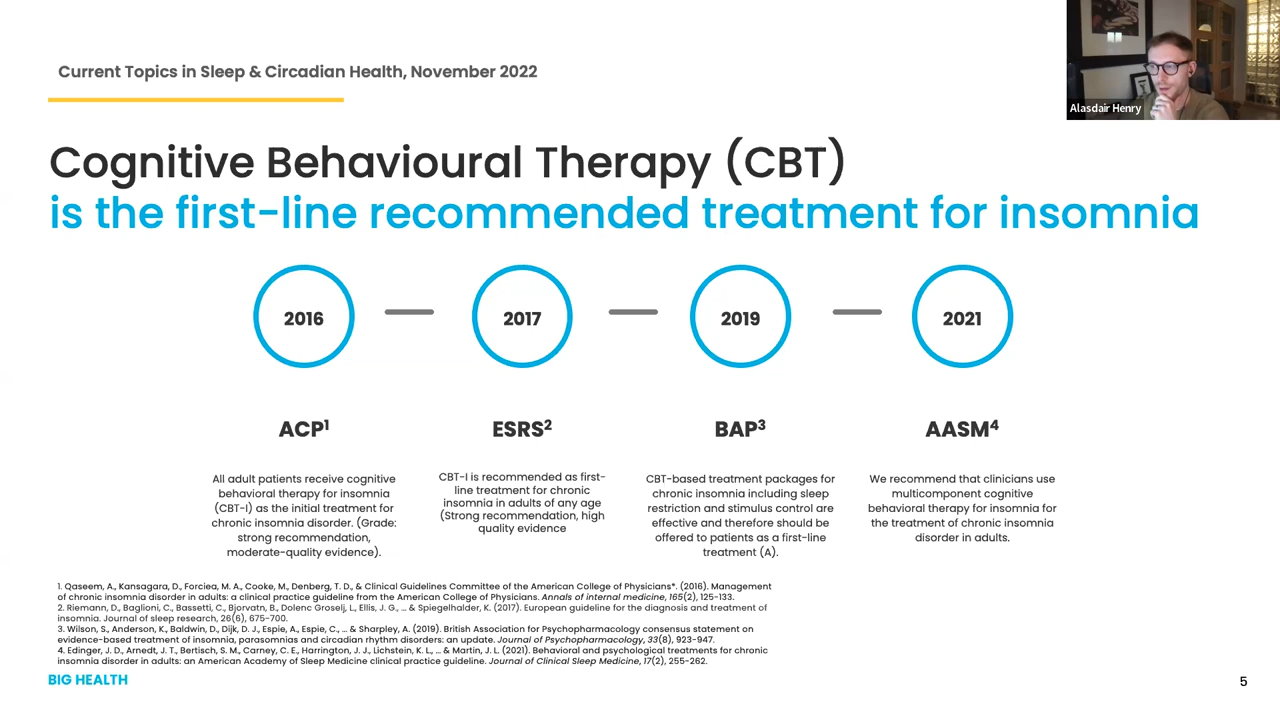 Current Topics in Sleep & Circadian Health, November 2022
Alasdair Henry
Cognitive Behavioural Therapy (CBT)
is the first-line recommended treatment for insomnia
2016
2017
2019
2021
ACP1
ESRS2
BAP3
AASM4
All adult patients receive cognitive
behavioral therapy for insomnia
(CBT-I) as the initial treatment for
chronic insomnia disorder. (Grade:
strong recommendation,
moderate-quality evidence).
CBT-I is recommended as first-
line treatment for chronic
insomnia in adults of any age
(Strong recommendation, high
quality evidence
CBT-based treatment packages for
chronic insomnia including sleep
restriction and stimulus control are
effective and therefore should be
offered to patients as a first-line
treatment (A).
We recommend that clinicians use
multicomponent cognitive
behavioral therapy for insomnia for
the treatment of chronic insomnia
disorder in adults.
1. Qaseem, A., Kansagara, D., Forciea, M. A., Cooke, M., Denberg, T. D., & Clinical Guidelines Committee of the American College of Physicians*. (2016). Management
of chronic insomnia disorder in adults: a clinical practice guideline from the American College of Physicians. Annals of internal medicine, 165(2), 125-133.
2. Riemann, D., Baglioni, C., Bassetti, C., Bjorvatn, B., Dolenc Groselj, L., Ellis, J. G., … & Spiegelhalder, K. (2017). European guideline for the diagnosis and treatment of
insomnia. Journal of sleep research, 26(6), 675-700.
3. Wilson, S., Anderson, K., Baldwin, D., Dijk, D. J., Espie, A., Espie, C., … & Sharpley, A. (2019). British Association for Psychopharmacology consensus statement on
evidence-based treatment of insomnia, parasomnias and circadian rhythm disorders: an update. Journal of Psychopharmacology, 33(8), 923-947.
4. Edinger, J. D., Arnedt, J. T., Bertisch, S. M., Carney, C. E., Harrington, J. J., Lichstein, K. L., … & Martin, J. L. (2021). Behavioral and psychological treatments for chronic
insomnia disorder in adults: an American Academy of Sleep Medicine clinical practice guideline. Journal of Clinical Sleep Medicine, 17(2), 255-262.
BIG HEALTH
5